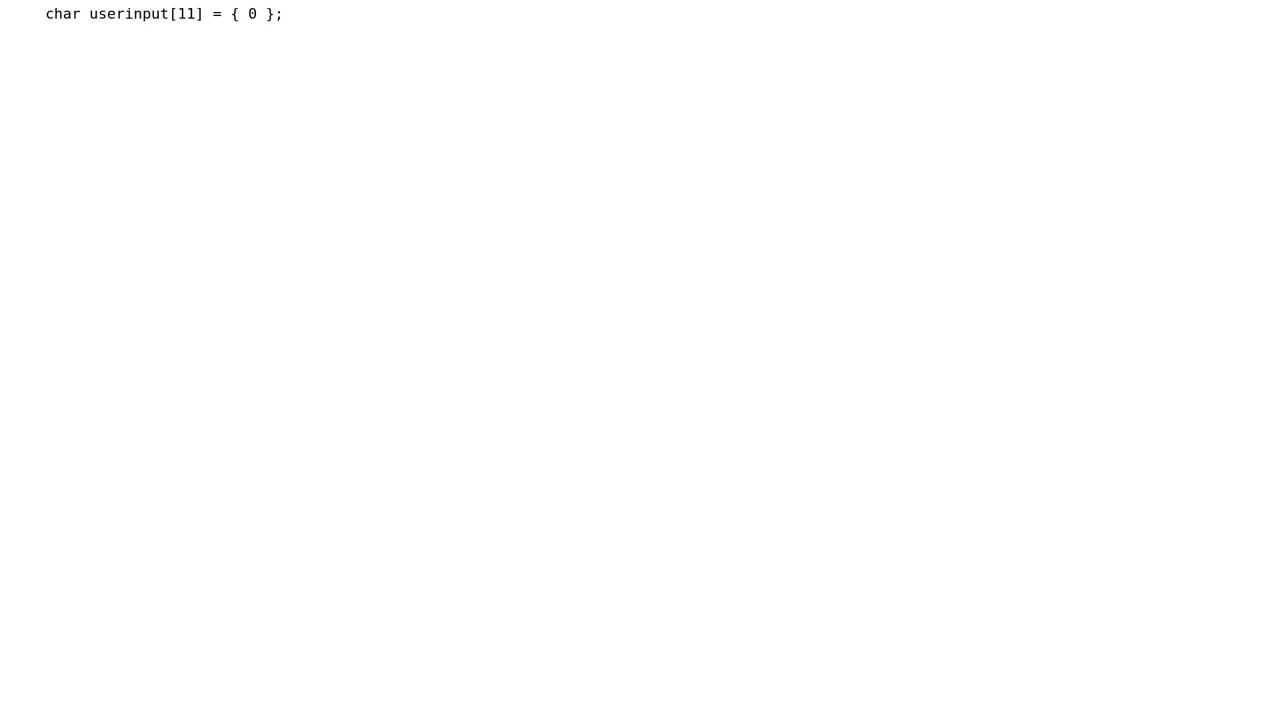 char userinput[11] = { 0 };